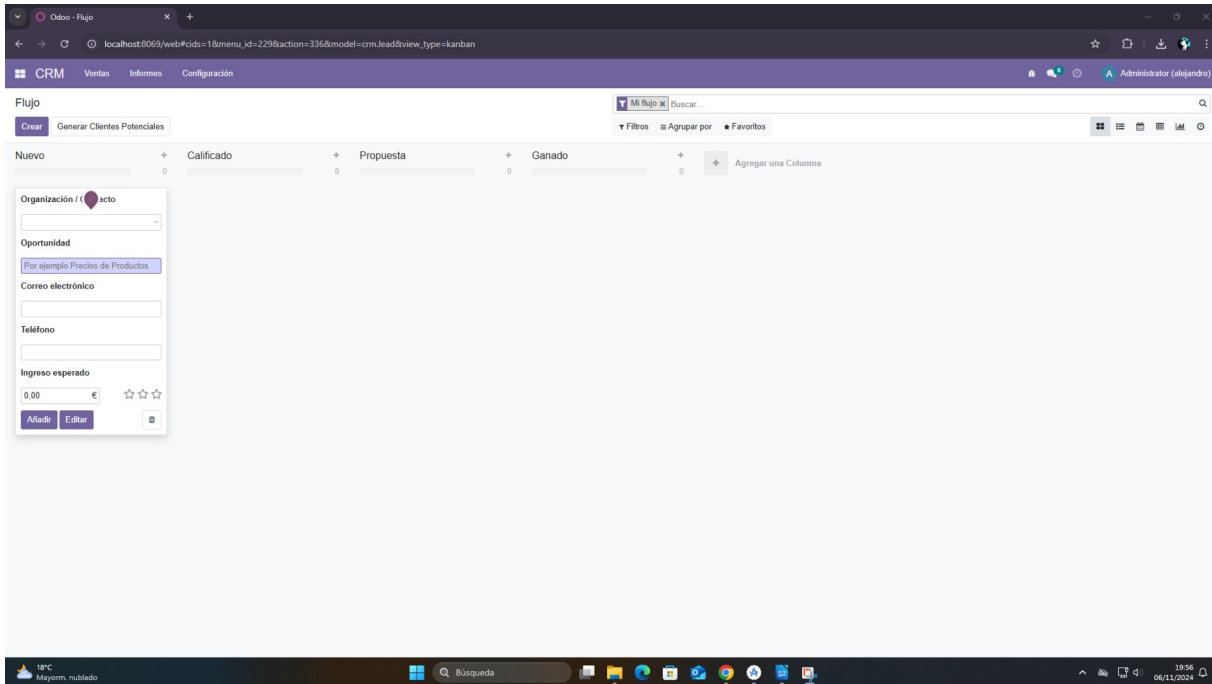 Odoo - Flujo
localhost:8069/web#cids=1&menu_id=229&action=336&model=crm.lead&view_type=kanban
CRM Ventas Informes Configuración 6 A Administrator (alejandro)
Flujo Mi flujo Buscar...
Crear Generar Clientes Potenciales Filtros Agrupar por Favoritos
Nuevo Calificado Propuesta Ganado Agregar una Columna
0 0 0 0
Organización / acto
Oportunidad
Por ejemplo Precios de Productos
Correo electrónico
Teléfono
Ingreso esperado
0,00 €
Añadir Editar
18°C
Mayorm. nublado
Búsqueda
19:56
06/11/2024